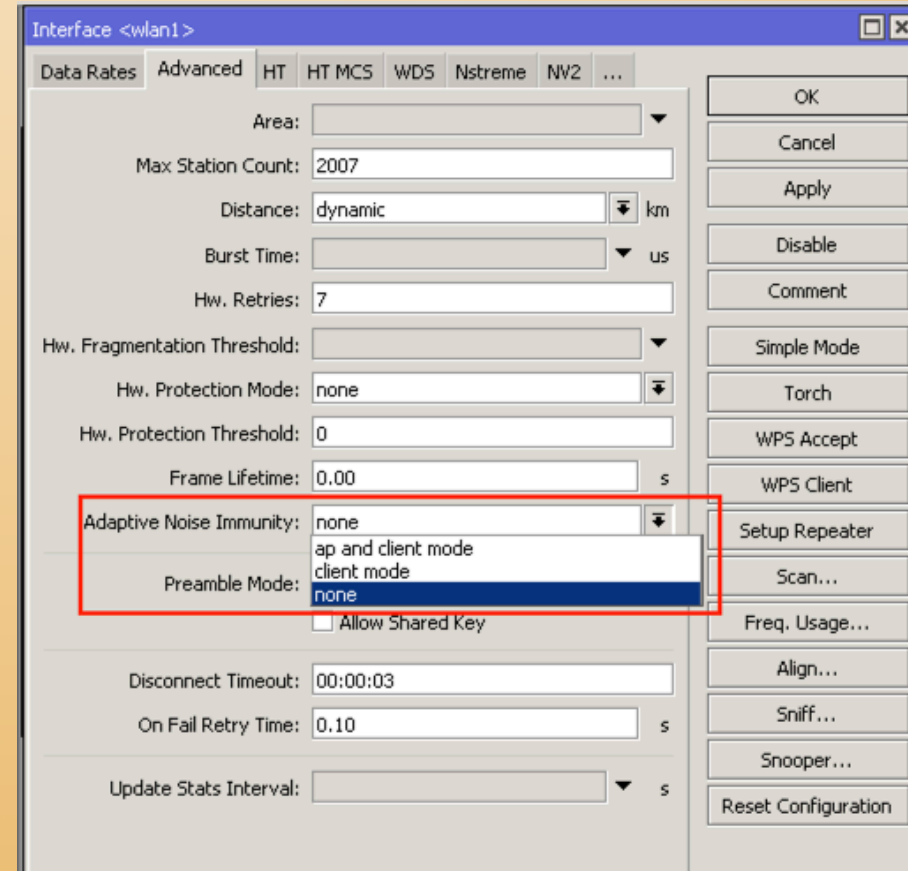 Interface <wlan1>
Data Rates Advanced HT HT MCS WDS Nstreme NV2 ...
Area:
Max Station Count: 2007
Distance: dynamic km
Burst Time: us
Hw. Retries: 7
Hw. Fragmentation Threshold:
Hw. Protection Mode: none
Hw. Protection Threshold: 0
Frame Lifetime: 0.00 s
Adaptive Noise Immunity: none
ap and client mode
client mode
none
Preamble Mode:
Allow Shared Key
Disconnect Timeout: 00:00:03
On Fail Retry Time: 0.10 s
Update Stats Interval: s
OK
Cancel
Apply
Disable
Comment
Simple Mode
Torch
WPS Accept
WPS Client
Setup Repeater
Scan...
Freq. Usage...
Align...
Sniff...
Snooper...
Reset Configuration